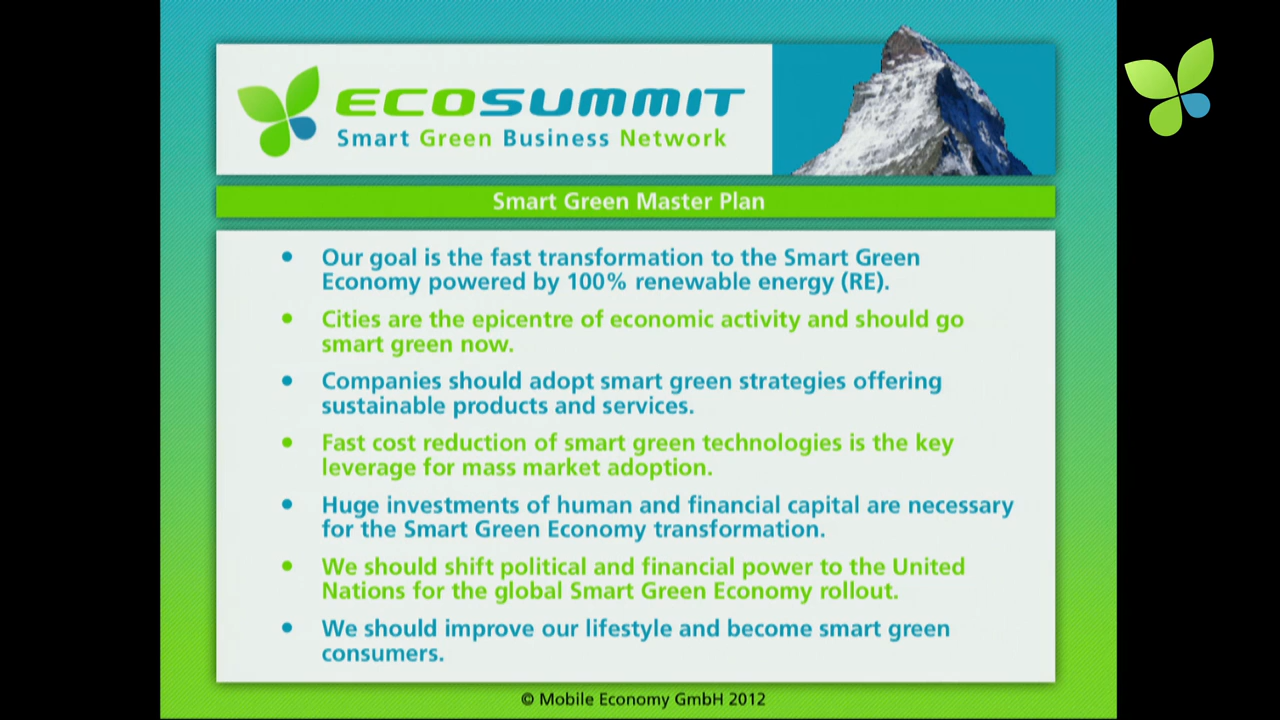 ECOSUMMIT
Smart Green Business Network
Smart Green Master Plan
• Our goal is the fast transformation to the Smart Green
Economy powered by 100% renewable energy (RE).
• Cities are the epicentre of economic activity and should go
smart green now.
• Companies should adopt smart green strategies offering
sustainable products and services.
• Fast cost reduction of smart green technologies is the key
leverage for mass market adoption.
• Huge investments of human and financial capital are necessary
for the Smart Green Economy transformation.
• We should shift political and financial power to the United
Nations for the global Smart Green Economy rollout.
• We should improve our lifestyle and become smart green
consumers.
© Mobile Economy GmbH 2012